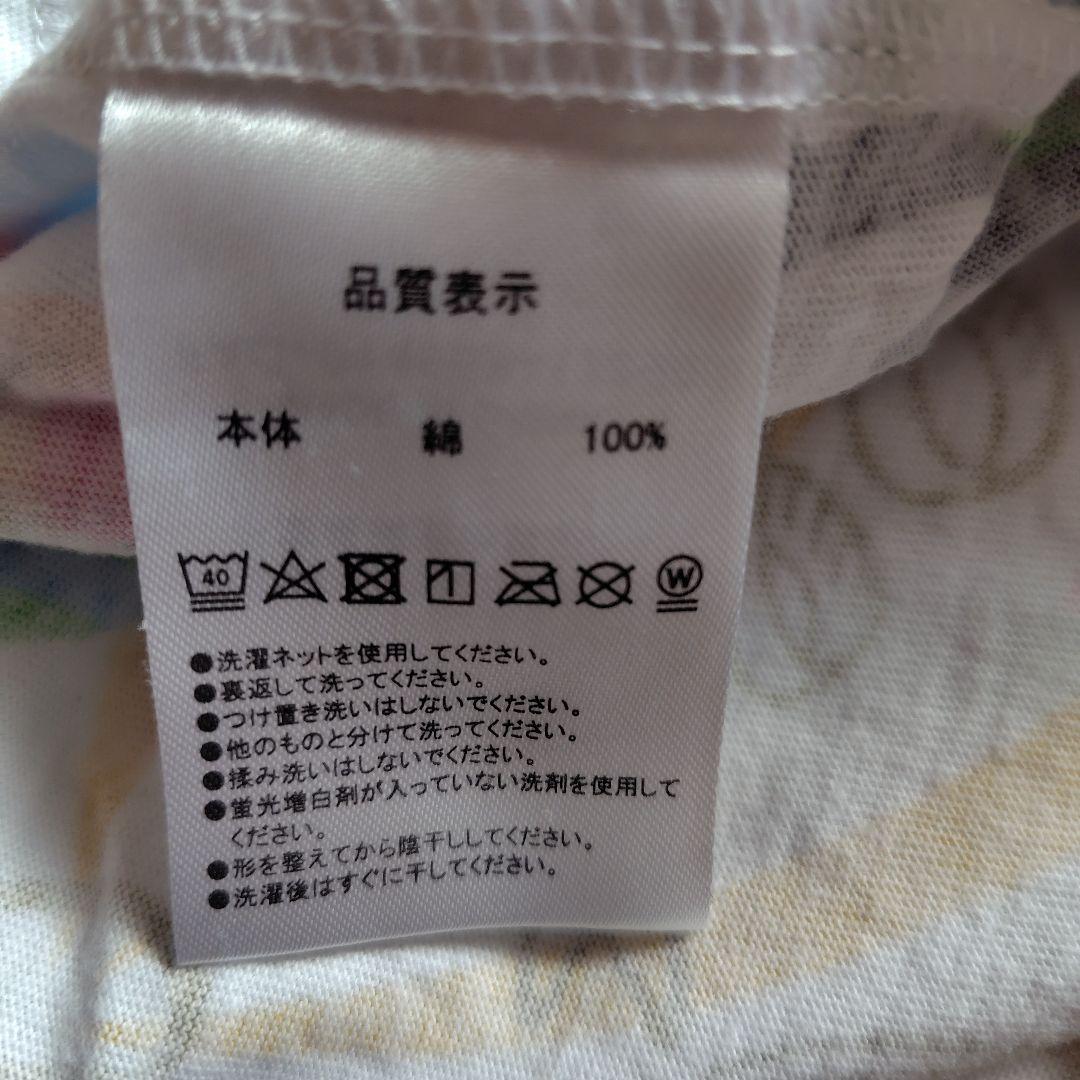 品質表示
本体 綿 100%
40 W
●洗濯ネットを使用してください。
●裏返して洗ってください。
●つけ置き洗いはしないでください。
●他のものと分けて洗ってください。
●揉み洗いはしないでください。
●蛍光増白剤が入っていない洗剤を使用して
ください。
●形を整えてから陰干ししてください。
●洗濯後はすぐに干してください。